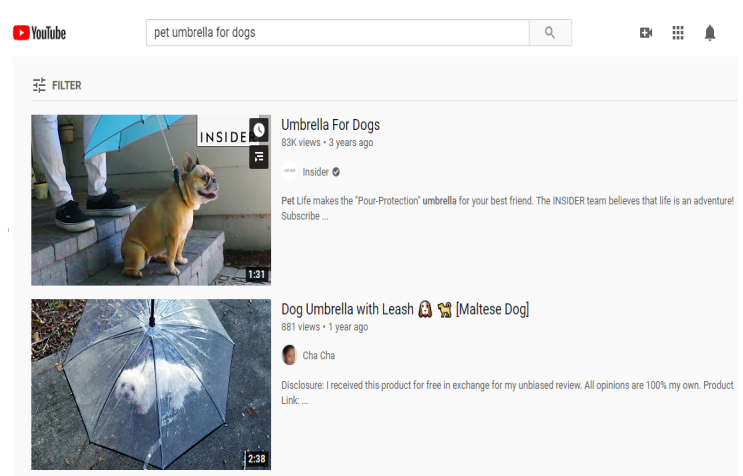 YouTube
pet umbrella for dogs
FILTER
INSIDER
1:31
Umbrella For Dogs
83K views • 3 years ago
Insider
Pet Life makes the "Pour-Protection" umbrella for your best friend. The INSIDER team believes that life is an adventure!
Subscribe ...
2:38
Dog Umbrella with Leash 🐶 🐕 [Maltese Dog]
881 views • 1 year ago
Cha Cha
Disclosure: I received this product for free in exchange for my unbiased review. All opinions are 100% my own. Product
Link: ...